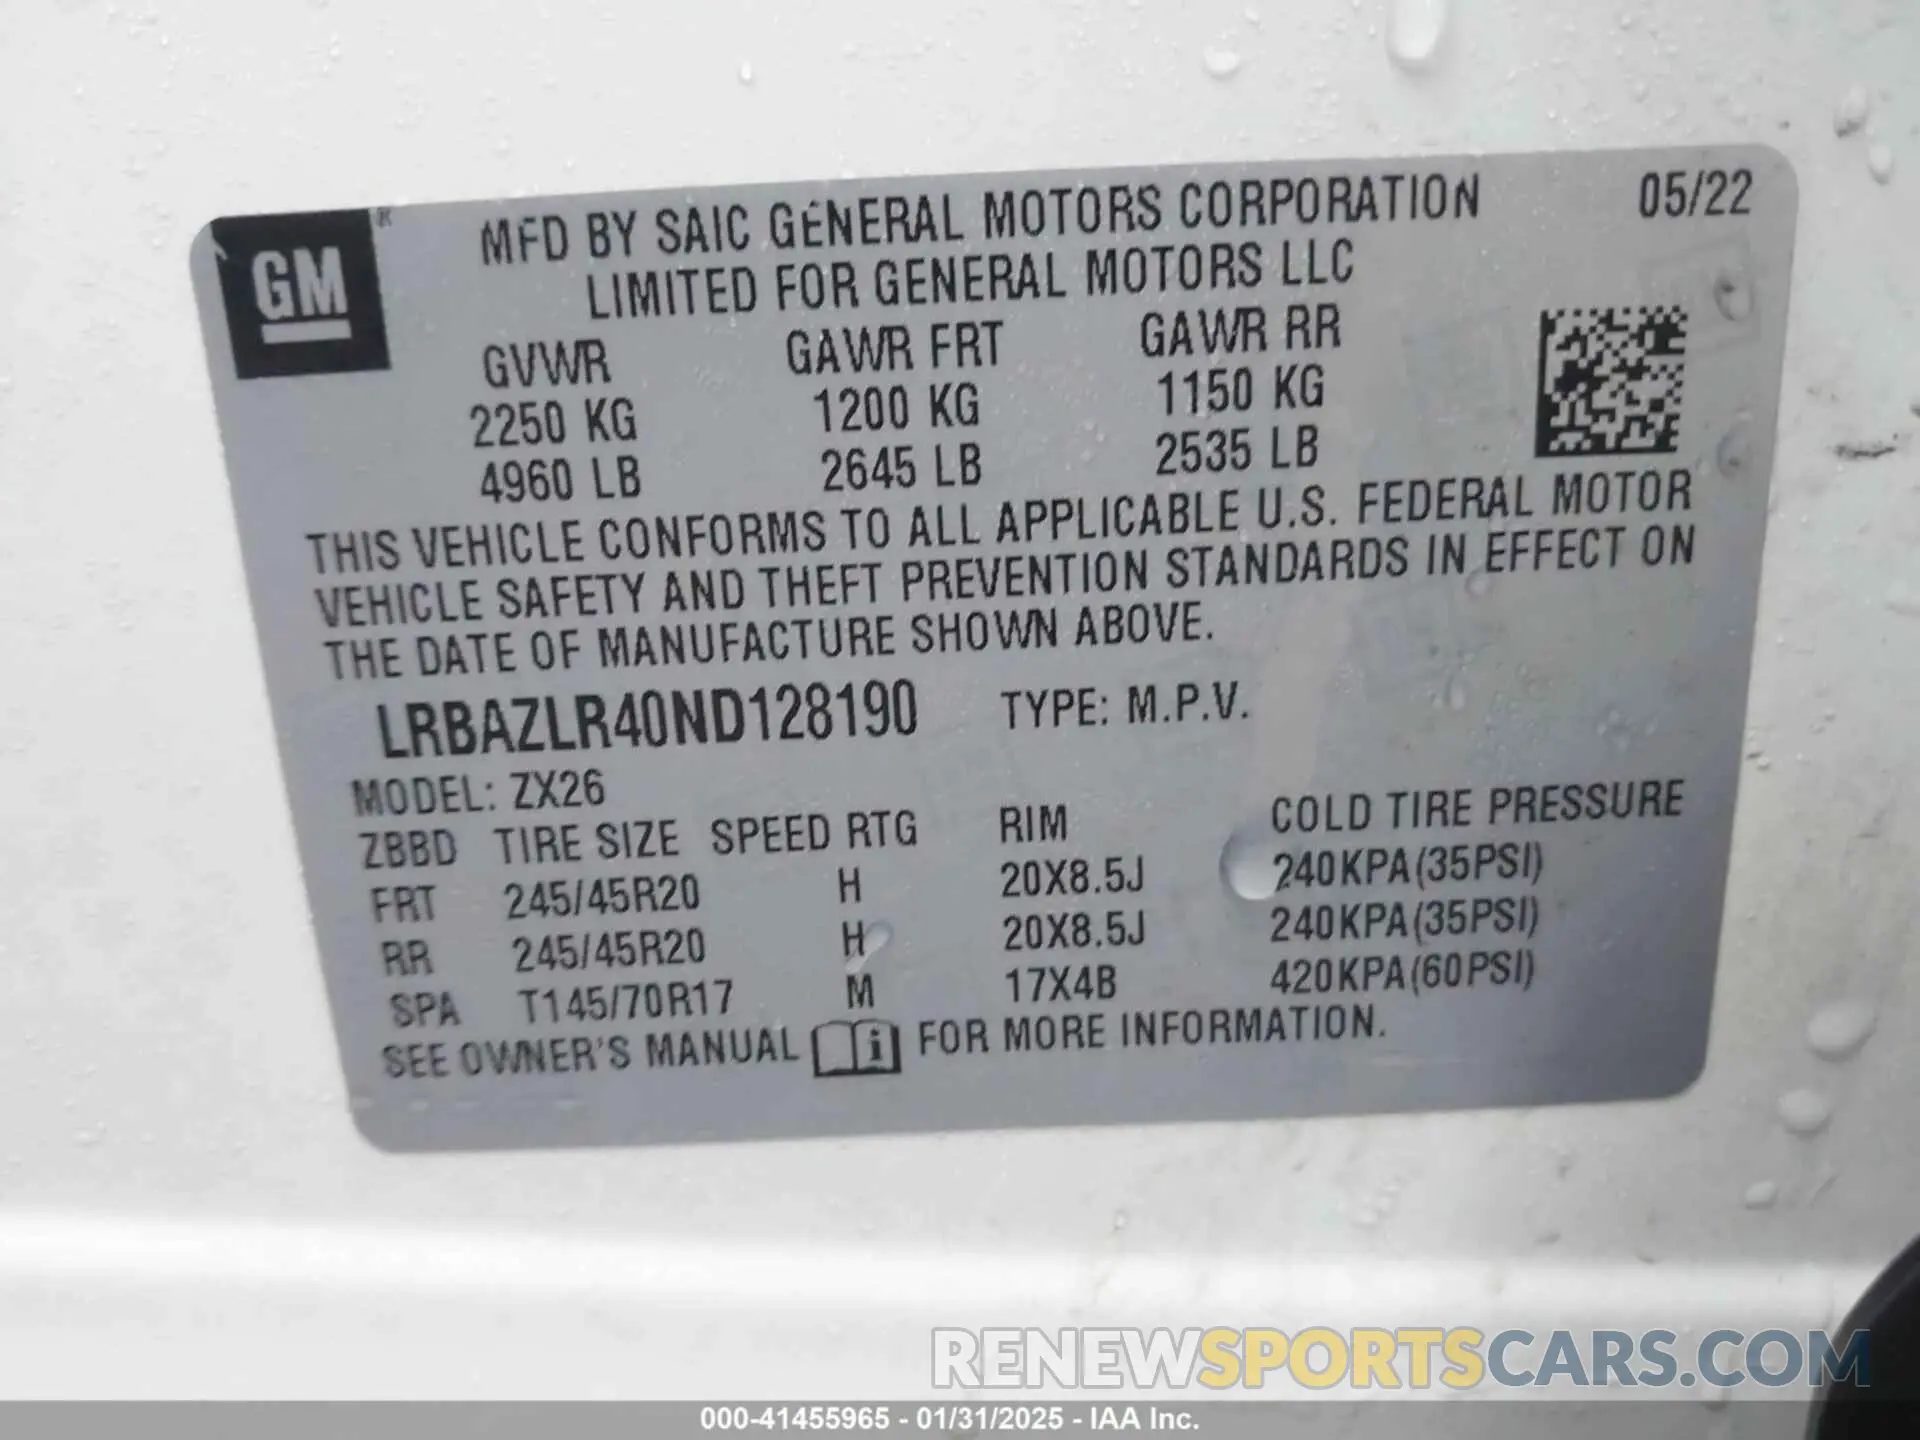 GM
®
MFD BY SAIC GENERAL MOTORS CORPORATION 05/22
LIMITED FOR GENERAL MOTORS LLC
GVWR GAWR FRT GAWR RR
2250 KG 1200 KG 1150 KG
4960 LB 2645 LB 2535 LB
THIS VEHICLE CONFORMS TO ALL APPLICABLE U.S. FEDERAL MOTOR
VEHICLE SAFETY AND THEFT PREVENTION STANDARDS IN EFFECT ON
THE DATE OF MANUFACTURE SHOWN ABOVE.
LRBAZLR40ND128190 TYPE: M.P.V.
MODEL: ZX26
ZBBD TIRE SIZE SPEED RTG RIM COLD TIRE PRESSURE
FRT 245/45R20 H 20X8.5J 240KPA(35PSI)
RR 245/45R20 H 20X8.5J 240KPA(35PSI)
SPA T145/70R17 M 17X4B 420KPA(60PSI)
SEE OWNER'S MANUAL i FOR MORE INFORMATION.
RENEWSPORTSCARS.COM
000-41455965 - 01/31/2025 - IAA Inc.